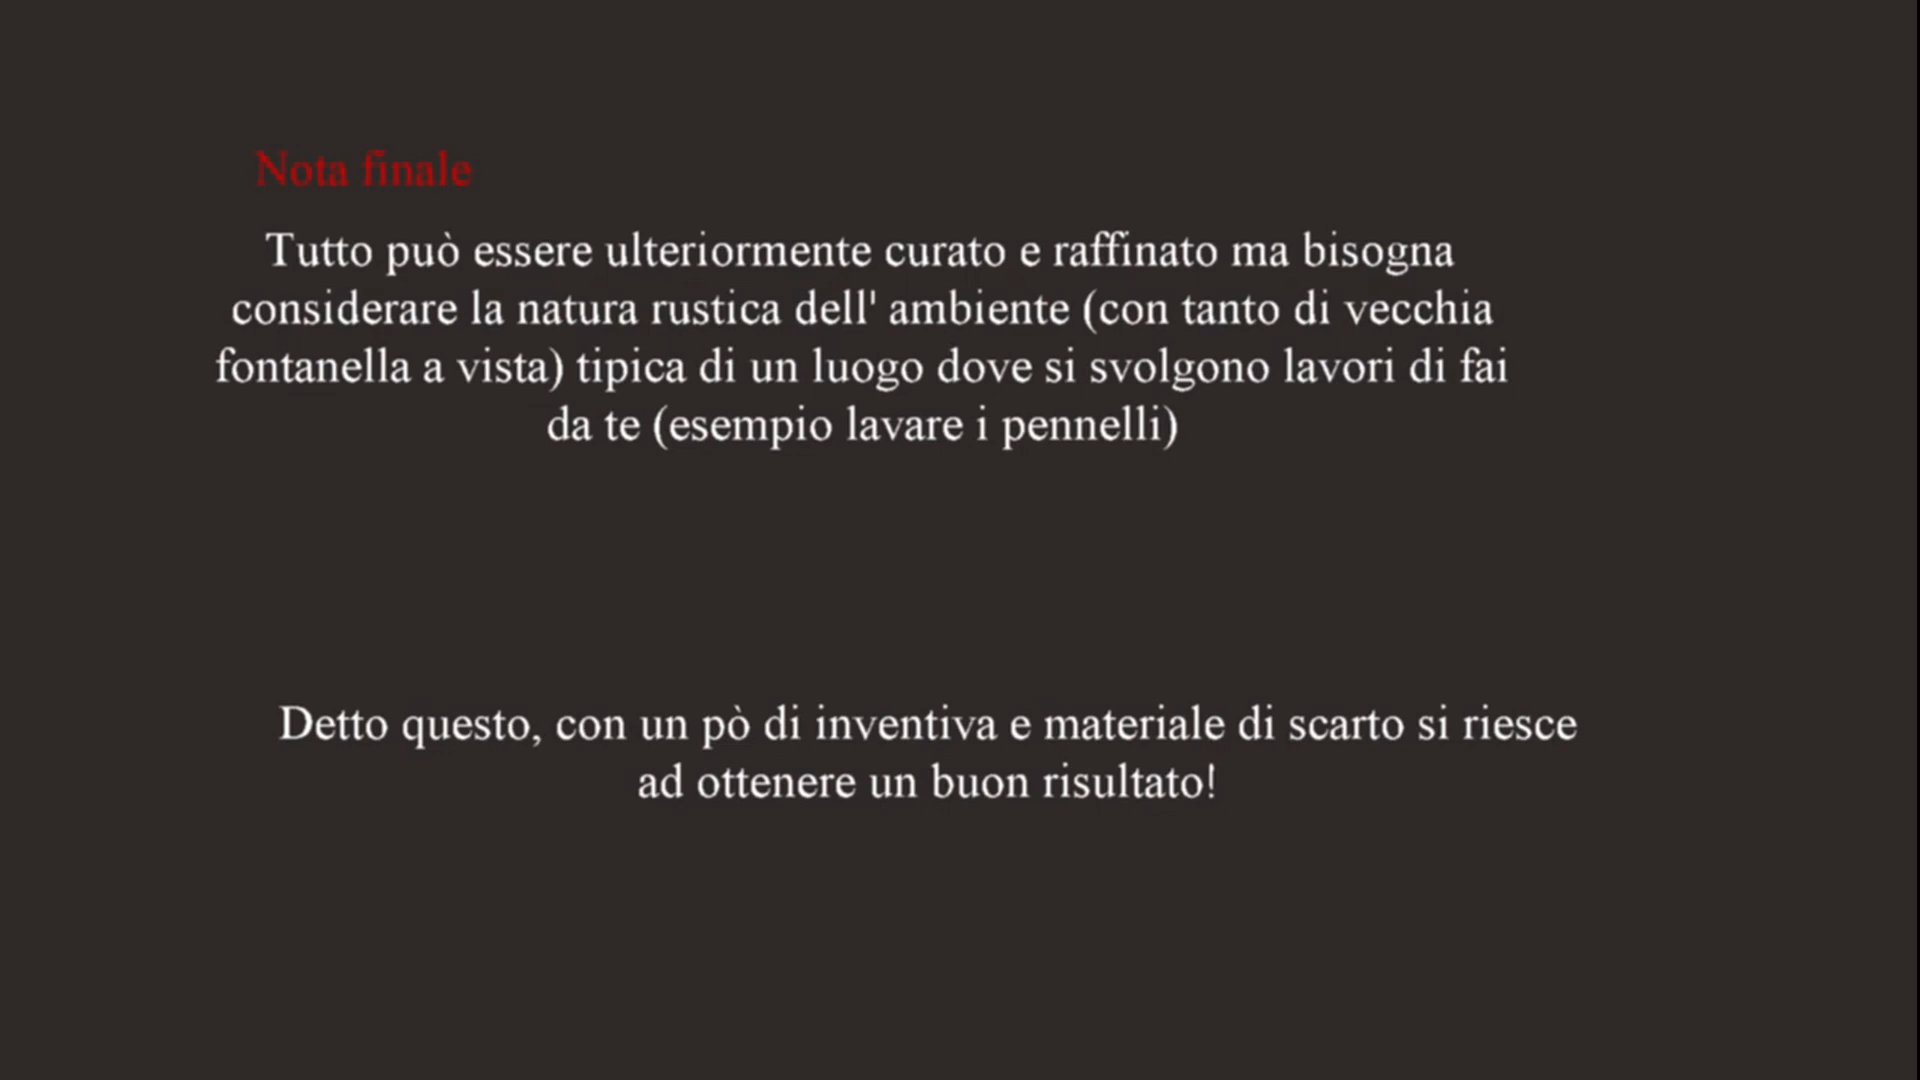 Nota finale
Tutto può essere ulteriormente curato e raffinato ma bisogna
considerare la natura rustica dell' ambiente (con tanto di vecchia
fontanella a vista) tipica di un luogo dove si svolgono lavori di fai
da te (esempio lavare i pennelli)
Detto questo, con un pò di inventiva e materiale di scarto si riesce
ad ottenere un buon risultato!